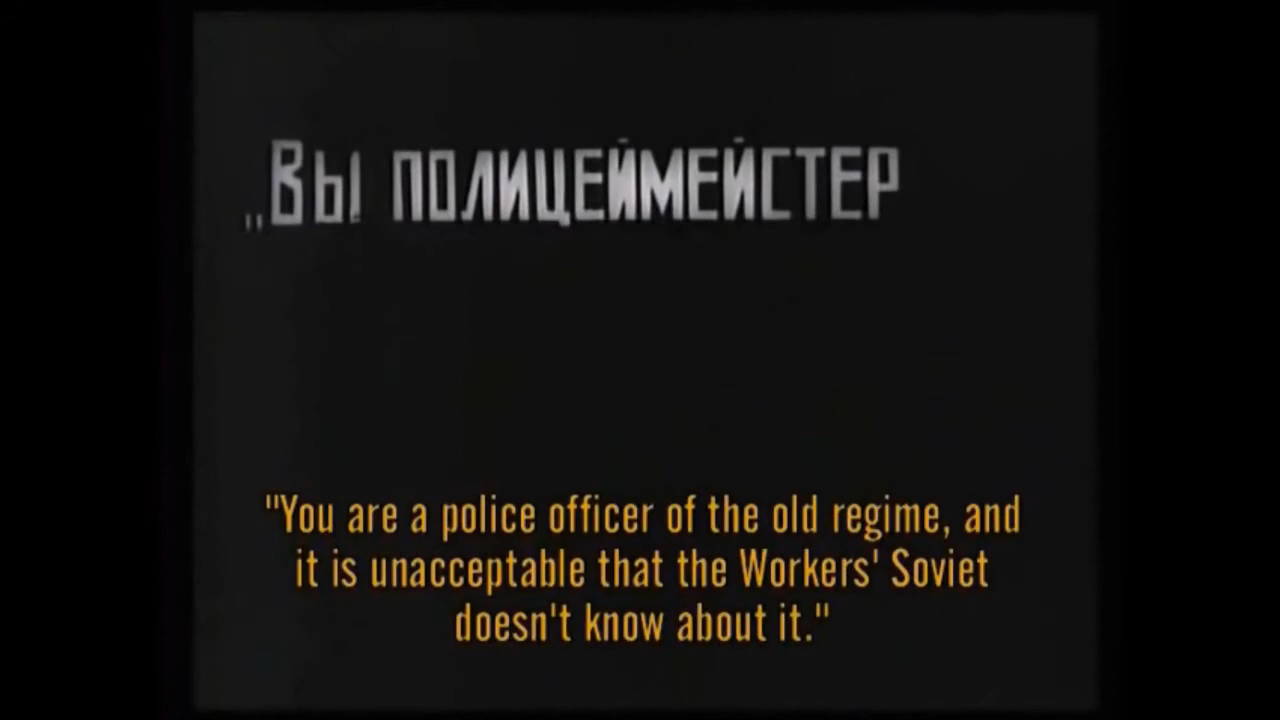 „Вы ПОЛИЦЕЙМЕЙСТЕР
"You are a police officer of the old regime, and
it is unacceptable that the Workers' Soviet
doesn't know about it."